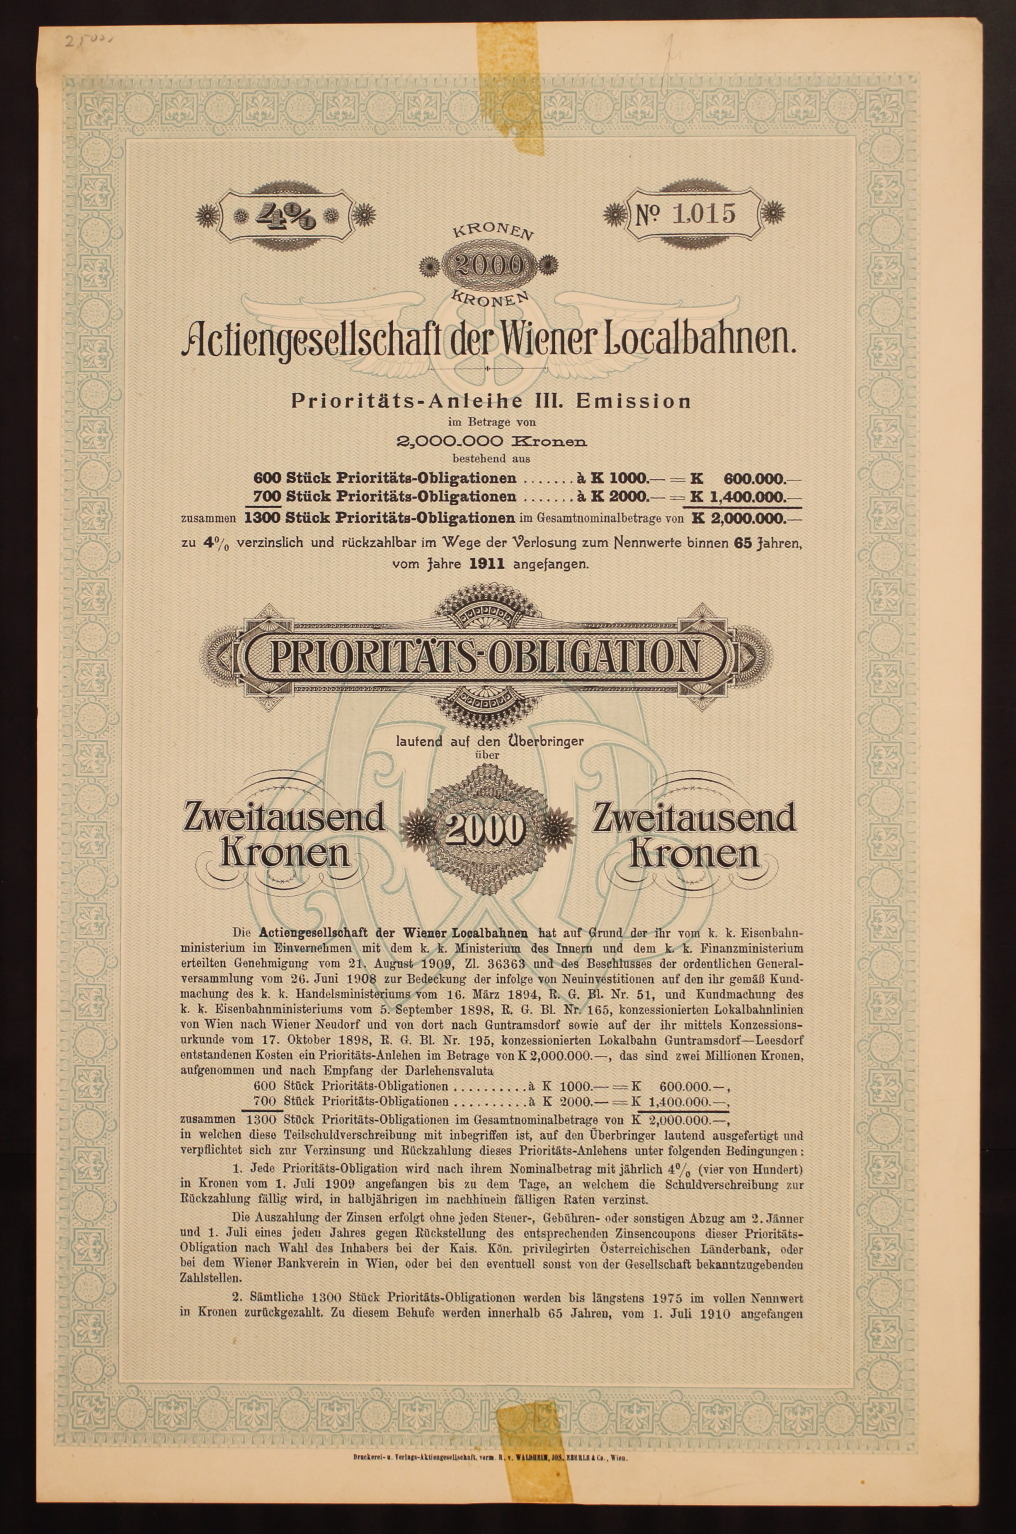 4%
Nº 1,015
KRONEN
2000
KRONEN
Actiengesellschaft der Wiener Localbahnen.
Prioritäts-Anleihe III. Emission
im Betrage von
2,000.000 Kronen
bestehend aus
600 Stück Prioritäts-Obligationen ....... à K 1000.— = K 600.000.—
700 Stück Prioritäts-Obligationen ....... à K 2000.— = K 1,400.000.—
zusammen 1300 Stück Prioritäts-Obligationen im Gesamtnominalbetrage von K 2,000.000.—
zu 4% verzinslich und rückzahlbar im Wege der Verlosung zum Nennwerte binnen 65 Jahren,
vom Jahre 1911 angefangen.
PRIORITÄTS-OBLIGATION
lautend auf den Überbringer
über
Zweitausend
Kronen
2000
Zweitausend
Kronen
Die Actiengesellschaft der Wiener Localbahnen hat auf Grund der ihr vom k. k. Eisenbahn-
ministerium im Einvernehmen mit dem k. k. Ministerium des Innern und dem k. k. Finanzministerium
erteilten Genehmigung vom 21. August 1909, Zl. 36363 und des Beschlusses der ordentlichen General-
versammlung vom 26. Juni 1908 zur Bedeckung der infolge von Neuinvestitionen auf den ihr gemäß Kund-
machung des k. k. Handelsministeriums vom 16. März 1894, R. G. Bl. Nr. 51, und Kundmachung des
k. k. Eisenbahnministeriums vom 5. September 1898, R. G. Bl. Nr. 165, konzessionierten Lokalbahnlinien
von Wien nach Wiener Neudorf und von dort nach Guntramsdorf sowie auf der ihr mittels Konzessions-
urkunde vom 17. Oktober 1898, R. G. Bl. Nr. 195, konzessionierten Lokalbahn Guntramsdorf—Leesdorf
entstandenen Kosten ein Prioritäts-Anlehen im Betrage von K 2,000.000.—, das sind zwei Millionen Kronen,
aufgenommen und nach Empfang der Darlehensvaluta
600 Stück Prioritäts-Obligationen .......... à K 1000.— = K 600.000.—,
700 Stück Prioritäts-Obligationen .......... à K 2000.— = K 1,400.000.—,
zusammen 1300 Stück Prioritäts-Obligationen im Gesamtnominalbetrage von K 2,000.000.—,
in welchen diese Teilschuldverschreibung mit inbegriffen ist, auf den Überbringer lautend ausgefertigt und
verpflichtet sich zur Verzinsung und Rückzahlung dieses Prioritäts-Anlehens unter folgenden Bedingungen:
1. Jede Prioritäts-Obligation wird nach ihrem Nominalbetrag mit jährlich 4% (vier von Hundert)
in Kronen vom 1. Juli 1909 angefangen bis zu dem Tage, an welchem die Schuldverschreibung zur
Rückzahlung fällig wird, in halbjährigen im nachhinein fälligen Raten verzinst.
Die Auszahlung der Zinsen erfolgt ohne jeden Steuer-, Gebühren- oder sonstigen Abzug am 2. Jänner
und 1. Juli eines jeden Jahres gegen Rückstellung des entsprechenden Zinsencoupons dieser Prioritäts-
Obligation nach Wahl des Inhabers bei der Kais. Kön. privilegirten Österreichischen Länderbank, oder
bei dem Wiener Bankverein in Wien, oder bei den eventuell sonst von der Gesellschaft bekanntzugebenden
Zahlstellen.
2. Sämtliche 1300 Stück Prioritäts-Obligationen werden bis längstens 1975 im vollen Nennwert
in Kronen zurückgezahlt. Zu diesem Behufe werden innerhalb 65 Jahren, vom 1. Juli 1910 angefangen
Druckerei- u. Verlags-Aktiengesellschaft, vorm. R. v. WALDHEIM, JOS. EBERLE & Co., Wien.